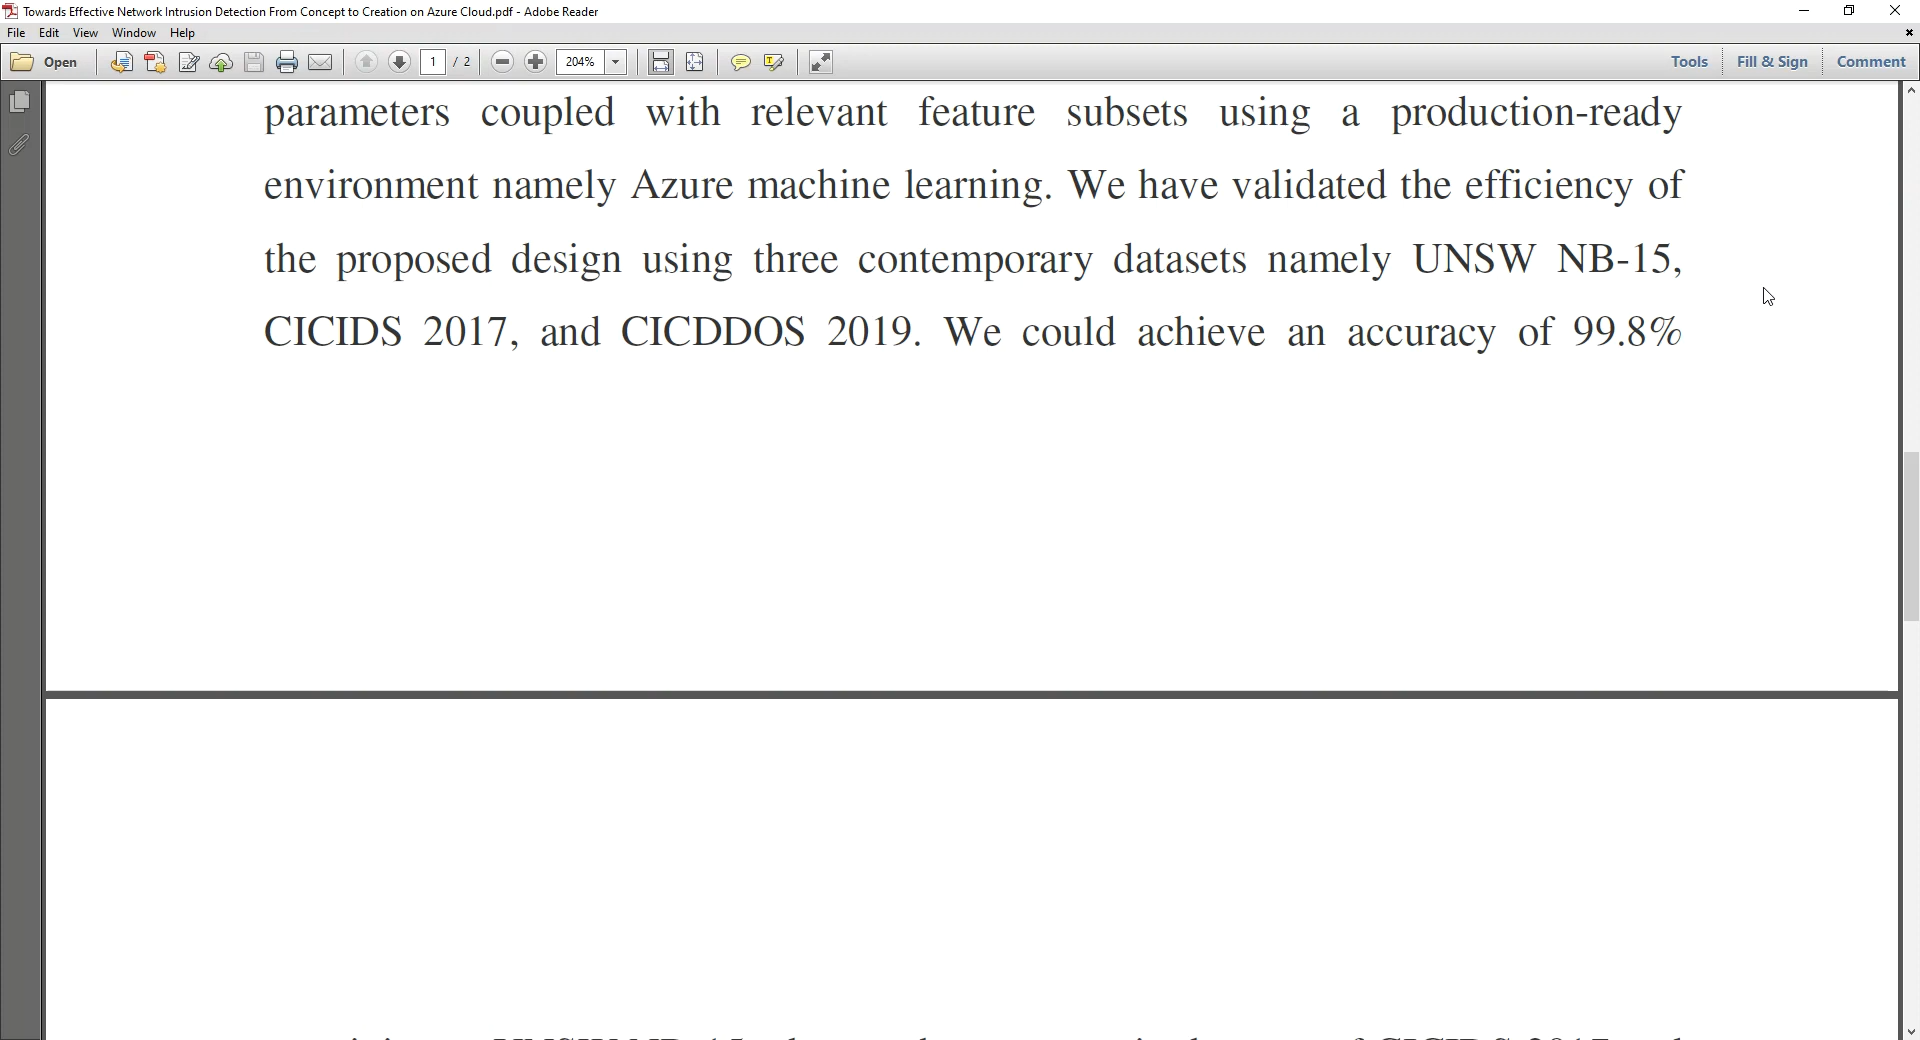 Towards Effective Network Intrusion Detection From Concept to Creation on Azure Cloud.pdf - Adobe Reader
File Edit View Window Help
Open 1 / 2 204% Tools Fill & Sign Comment
parameters coupled with relevant feature subsets using a production-ready
environment namely Azure machine learning. We have validated the efficiency of
the proposed design using three contemporary datasets namely UNSW NB-15,
CICIDS 2017, and CICDDOS 2019. We could achieve an accuracy of 99.8%